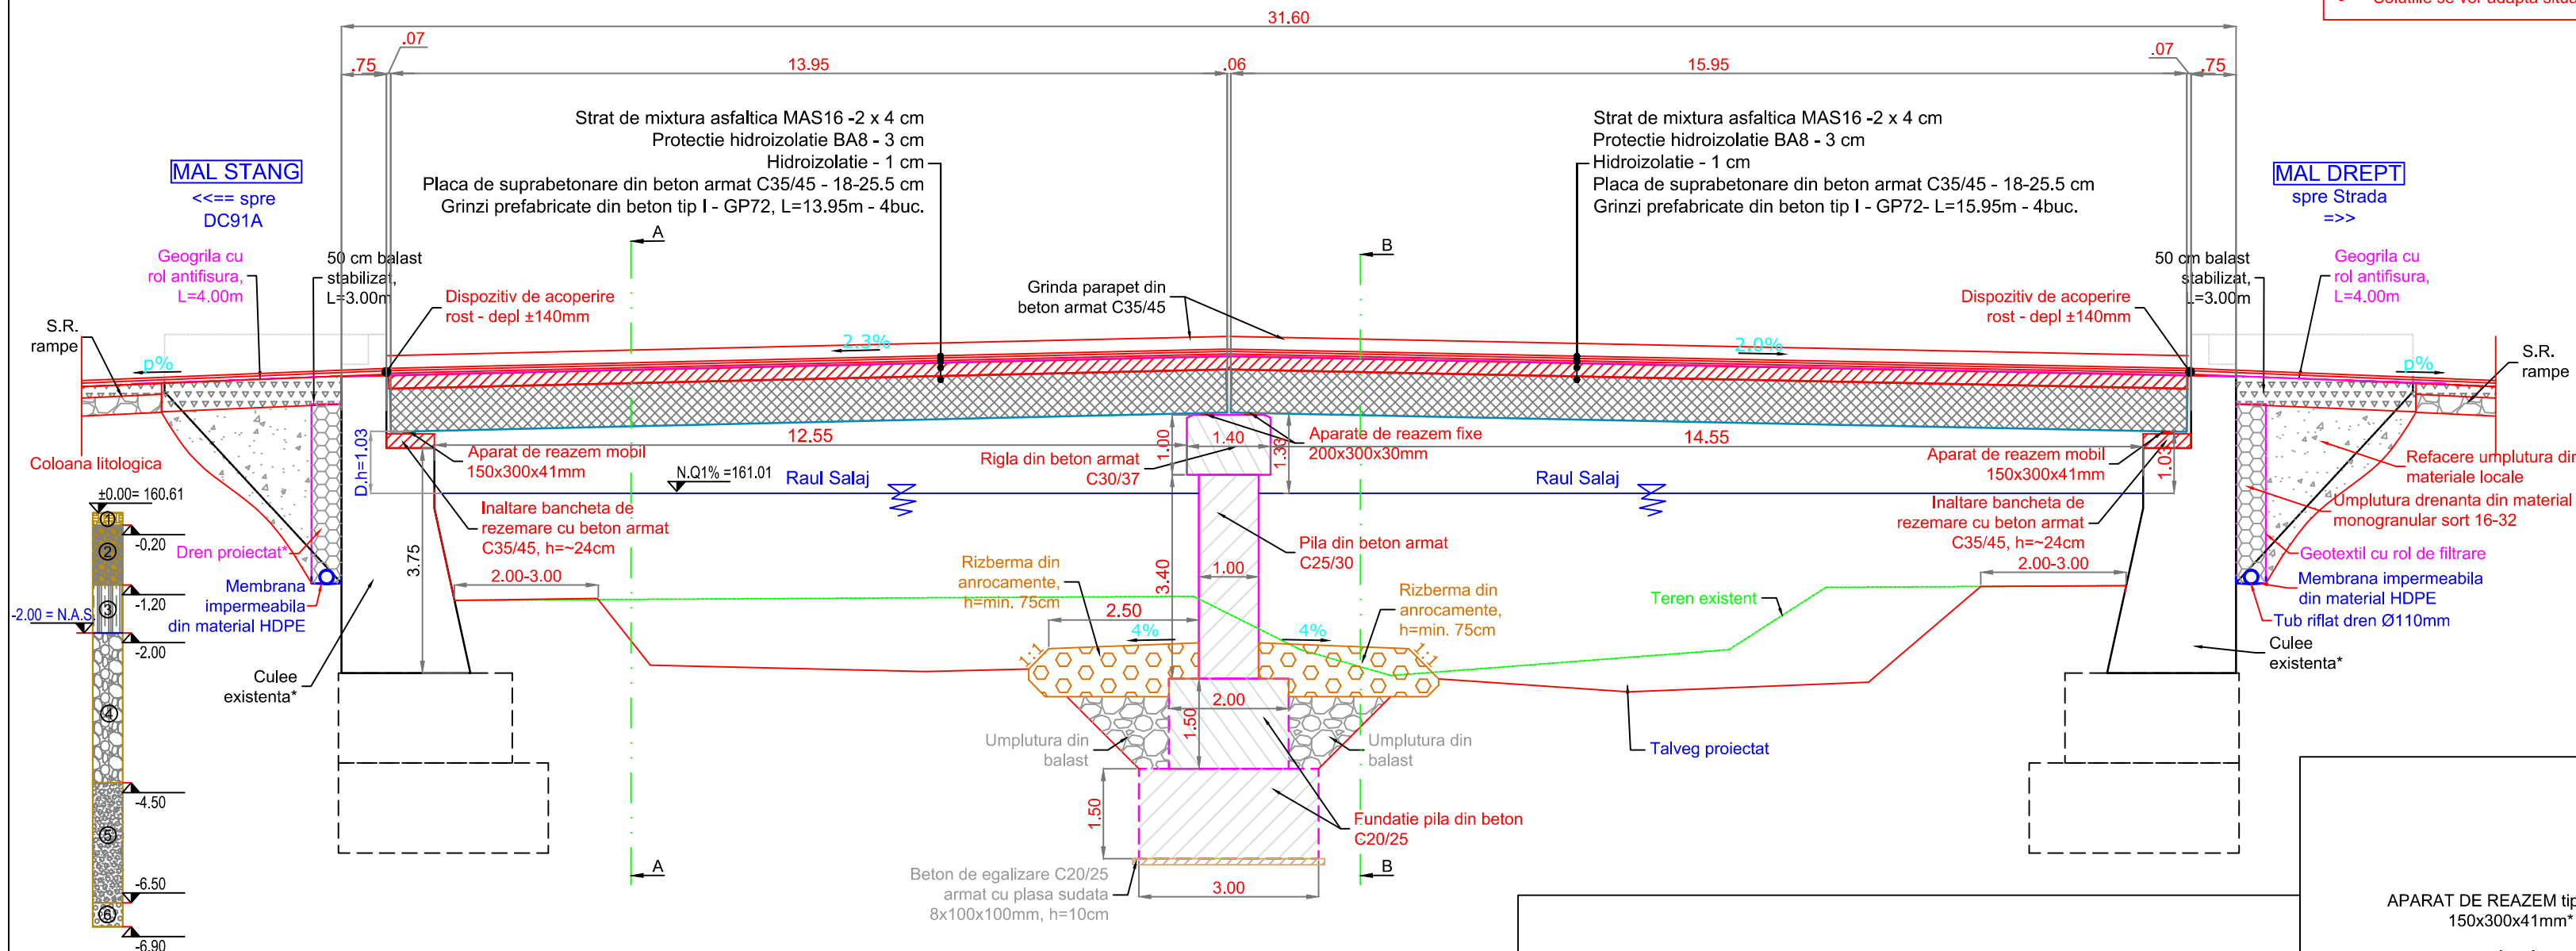 31.60
.07
.75
13.95
.06
15.95
.07
.75
Strat de mixtura asfaltica MAS16 -2 x 4 cm
Protectie hidroizolatie BA8 - 3 cm
Hidroizolatie - 1 cm
Placa de suprabetonare din beton armat C35/45 - 18-25.5 cm
Grinzi prefabricate din beton tip I - GP72, L=13.95m - 4buc.
Strat de mixtura asfaltica MAS16 -2 x 4 cm
Protectie hidroizolatie BA8 - 3 cm
Hidroizolatie - 1 cm
Placa de suprabetonare din beton armat C35/45 - 18-25.5 cm
Grinzi prefabricate din beton tip I - GP72- L=15.95m - 4buc.
MAL STANG
<<== spre
DC91A
MAL DREPT
spre Strada
=>>
A
B
Geogrila cu
rol antifisura,
L=4.00m
50 cm balast
stabilizat,
L=3.00m
Dispozitiv de acoperire
rost - depl ±140mm
Grinda parapet din
beton armat C35/45
Dispozitiv de acoperire
rost - depl ±140mm
50 cm balast
stabilizat,
L=3.00m
Geogrila cu
rol antifisura,
L=4.00m
S.R.
rampe
p%
2.3%
2.0%
p%
S.R.
rampe
12.55
1.00
1.40
1.33
14.55
D.h=1.03
1.03
Aparat de reazem mobil
150x300x41mm
Rigla din beton armat
C30/37
Aparate de reazem fixe
200x300x30mm
Aparat de reazem mobil
150x300x41mm
Coloana litologica
±0.00= 160.61
N.Q1% =161.01
Raul Salaj
Raul Salaj
Refacere umplutura din
materiale locale
Umplutura drenanta din material
monogranular sort 16-32
Geotextil cu rol de filtrare
Inaltare bancheta de
rezemare cu beton armat
C35/45, h=~24cm
Inaltare bancheta de
rezemare cu beton armat
C35/45, h=~24cm
1
2
3
4
5
6
-0.20
-1.20
-2.00 = N.A.S.
-2.00
-4.50
-6.50
-6.90
Dren proiectat*
Membrana
impermeabila
din material HDPE
3.75
2.00-3.00
Rizberma din
anrocamente,
h=min. 75cm
3.40
1.00
Pila din beton armat
C25/30
Rizberma din
anrocamente,
h=min. 75cm
Teren existent
2.00-3.00
Membrana impermeabila
din material HDPE
Tub riflat dren Ø110mm
Culee
existenta*
Culee
existenta*
2.50
4%
4%
1:1
1:1
2.00
1.50
Umplutura din
balast
Umplutura din
balast
Talveg proiectat
1.50
Fundatie pila din beton
C20/25
Beton de egalizare C20/25
armat cu plasa sudata
8x100x100mm, h=10cm
3.00
A
B
APARAT DE REAZEM tip
150x300x41mm*